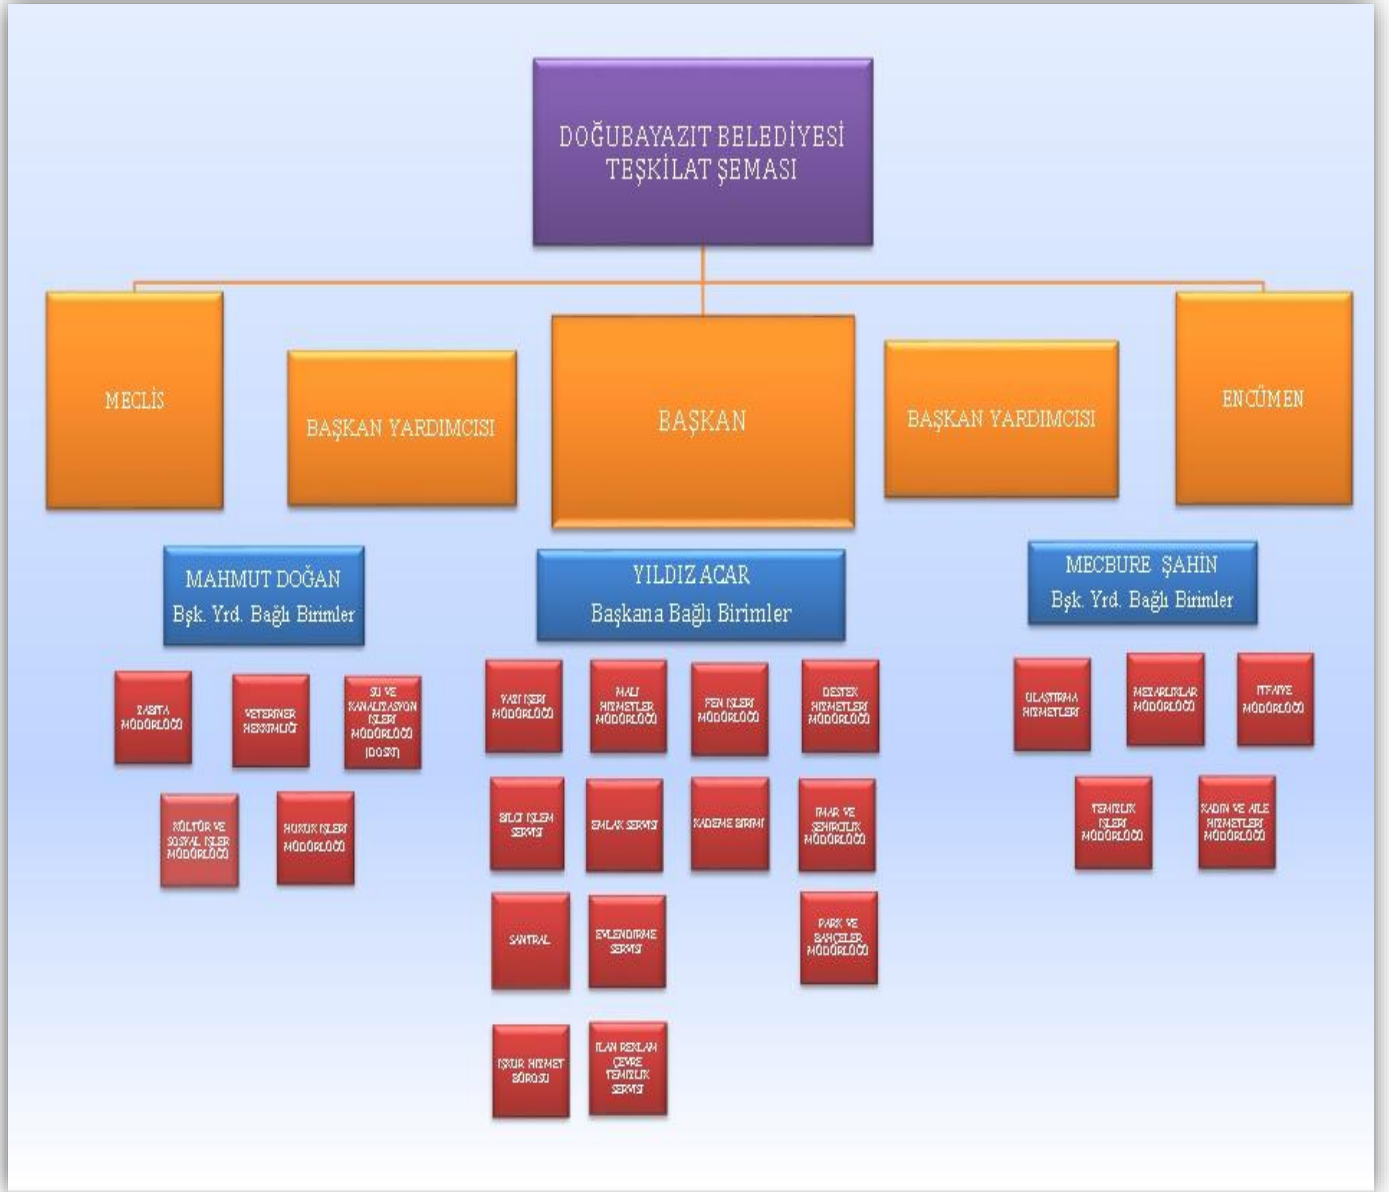 DOĞUBAYAZIT BELEDİYESİ
TEŞKİLAT ŞEMASI
MECLİS
BAŞKAN YARDIMCISI
BAŞKAN
BAŞKAN YARDIMCISI
ENCÜMEN
MAHMUT DOĞAN
Bşk. Yrd. Bağlı Birimler
YILDIZ ACAR
Başkana Bağlı Birimler
MECBURE ŞAHİN
Bşk. Yrd. Bağlı Birimler
ZABITA
MÜDÜRLÜĞÜ
VETERİNER
HEKİMLİĞİ
SU VE
KANALİZASYON
İŞLERİ
MÜDÜRLÜĞÜ
(DOSKİ)
KÜLTÜR VE
SOSYAL İŞLER
MÜDÜRLÜĞÜ
HUKUK İŞLERİ
MÜDÜRLÜĞÜ
YAZI İŞERİ
MÜDÜRLÜĞÜ
MALİ
HİZMETLER
MÜDÜRLÜĞÜ
FEN İŞLERİ
MÜDÜRLÜĞÜ
DESTEK
HİZMETLERİ
MÜDÜRLÜĞÜ
BİLGİ İŞLEM
SERVİSİ
EMLAK SERVİSİ
KADEME BİRİMİ
İMAR VE
ŞEHİRCİLİK
MÜDÜRLÜĞÜ
SANTRAL
EVLENDİRME
SERVİSİ
PARK VE
BAHÇELER
MÜDÜRLÜĞÜ
İŞKUR HİZMET
BÜROSU
İLAN REKLAM
ÇEVRE
TEMİZLİK
SERVİSİ
ULAŞTIRMA
HİZMETLERİ
MEZARLIKLAR
MÜDÜRLÜĞÜ
İTFAİYE
MÜDÜRLÜĞÜ
TEMİZLİK
İŞLERİ
MÜDÜRLÜĞÜ
KADIN VE AİLE
HİZMETLERİ
MÜDÜRLÜĞÜ